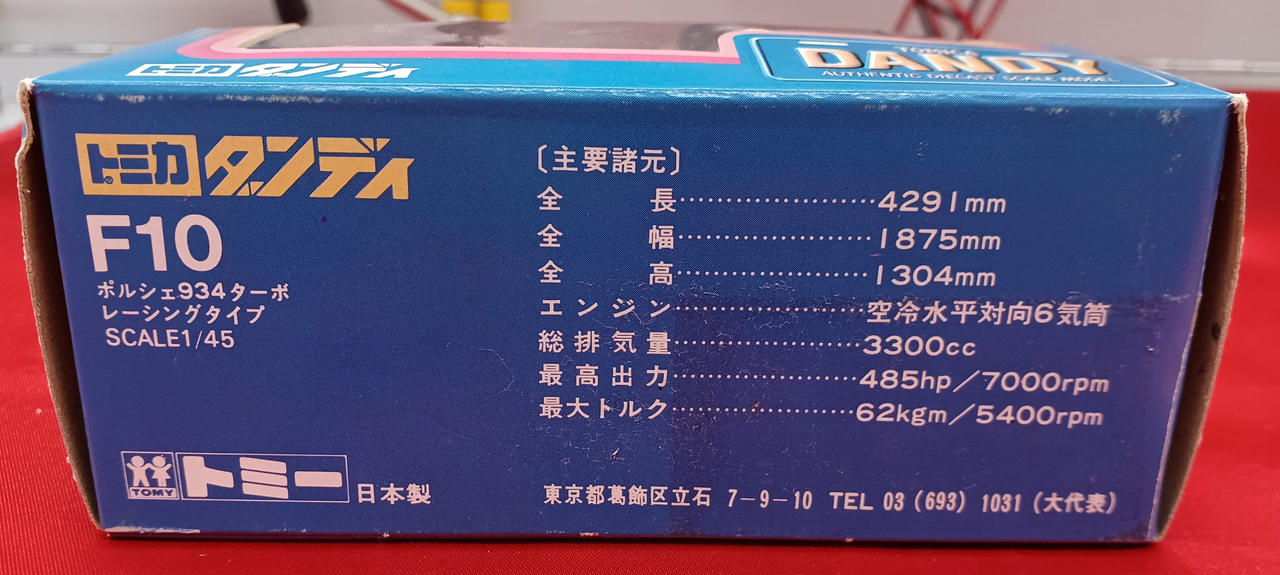 トミカ ダンディ
TOMICA
DANDY
AUTHENTIC DIECAST SCALE MODEL
トミカ ダンディ
F10
ポルシェ934ターボ
レーシングタイプ
SCALE1/45
〔主要諸元〕
全長…………………4291mm
全幅…………………1875mm
全高…………………1304mm
エンジン…………………空冷水平対向6気筒
総排気量…………………3300cc
最高出力…………………485hp/7000rpm
最大トルク…………………62kgm/5400rpm
TOMY
トミー 日本製
東京都葛飾区立石 7-9-10 TEL 03 (693) 1031 (大代表)